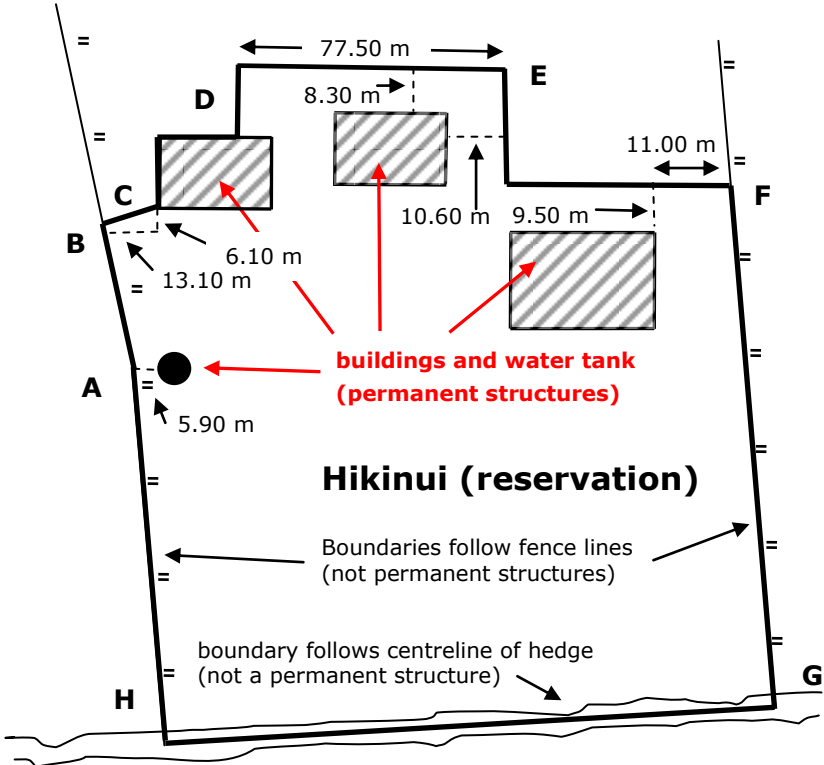 77.50 m
D
E
8.30 m
11.00 m
C
F
10.60 m
9.50 m
B
6.10 m
13.10 m
buildings and water tank
(permanent structures)
A
5.90 m
Hikinui (reservation)
Boundaries follow fence lines
(not permanent structures)
boundary follows centreline of hedge
(not a permanent structure)
G
H